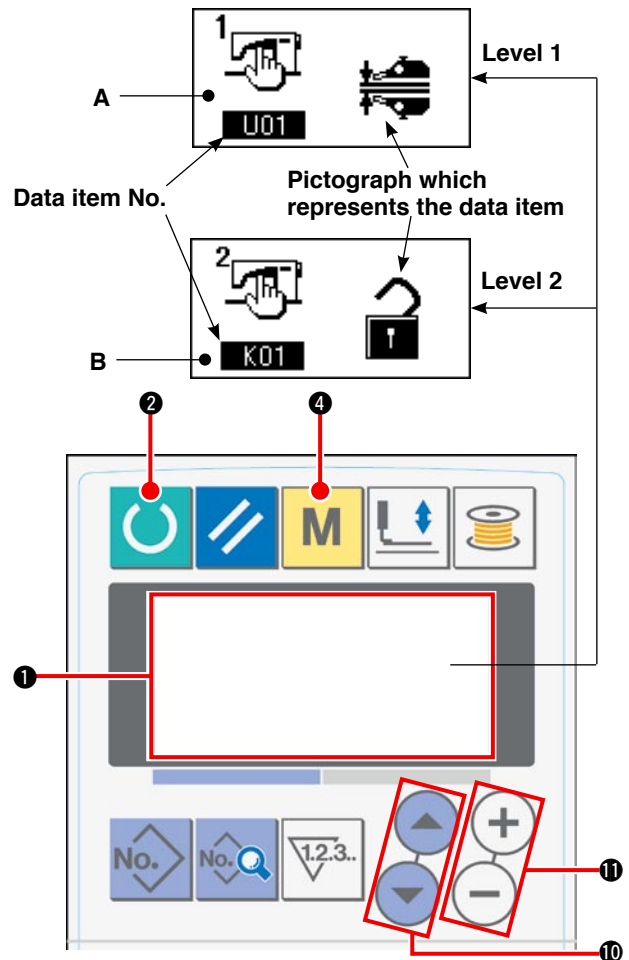 1
Level 1
A
U01
Data item No.
Pictograph which
represents the data item
2
Level 2
B
K01
❷
❹
M
❶
No.
No.
1.2.3..
+
−
⓫
❿